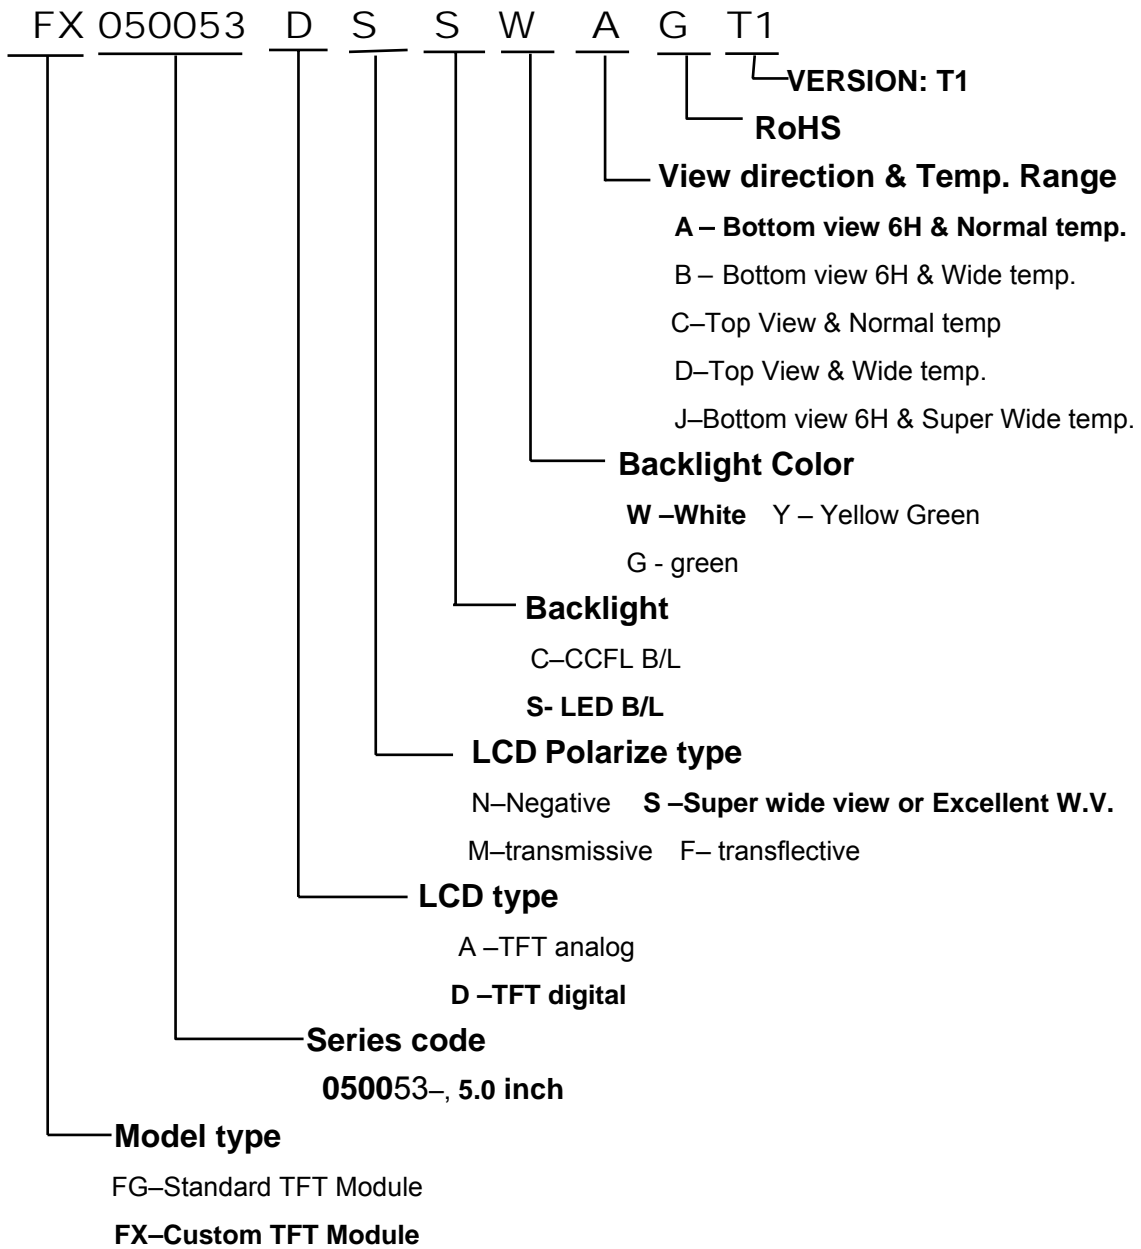 FX 050053 D S S W A G T1
VERSION: T1
RoHS
View direction & Temp. Range
A – Bottom view 6H & Normal temp.
B – Bottom view 6H & Wide temp.
C–Top View & Normal temp
D–Top View & Wide temp.
J–Bottom view 6H & Super Wide temp.
Backlight Color
W –White Y – Yellow Green
G - green
Backlight
C–CCFL B/L
S- LED B/L
LCD Polarize type
N–Negative S –Super wide view or Excellent W.V.
M–transmissive F– transflective
LCD type
A –TFT analog
D –TFT digital
Series code
050053–, 5.0 inch
Model type
FG–Standard TFT Module
FX–Custom TFT Module